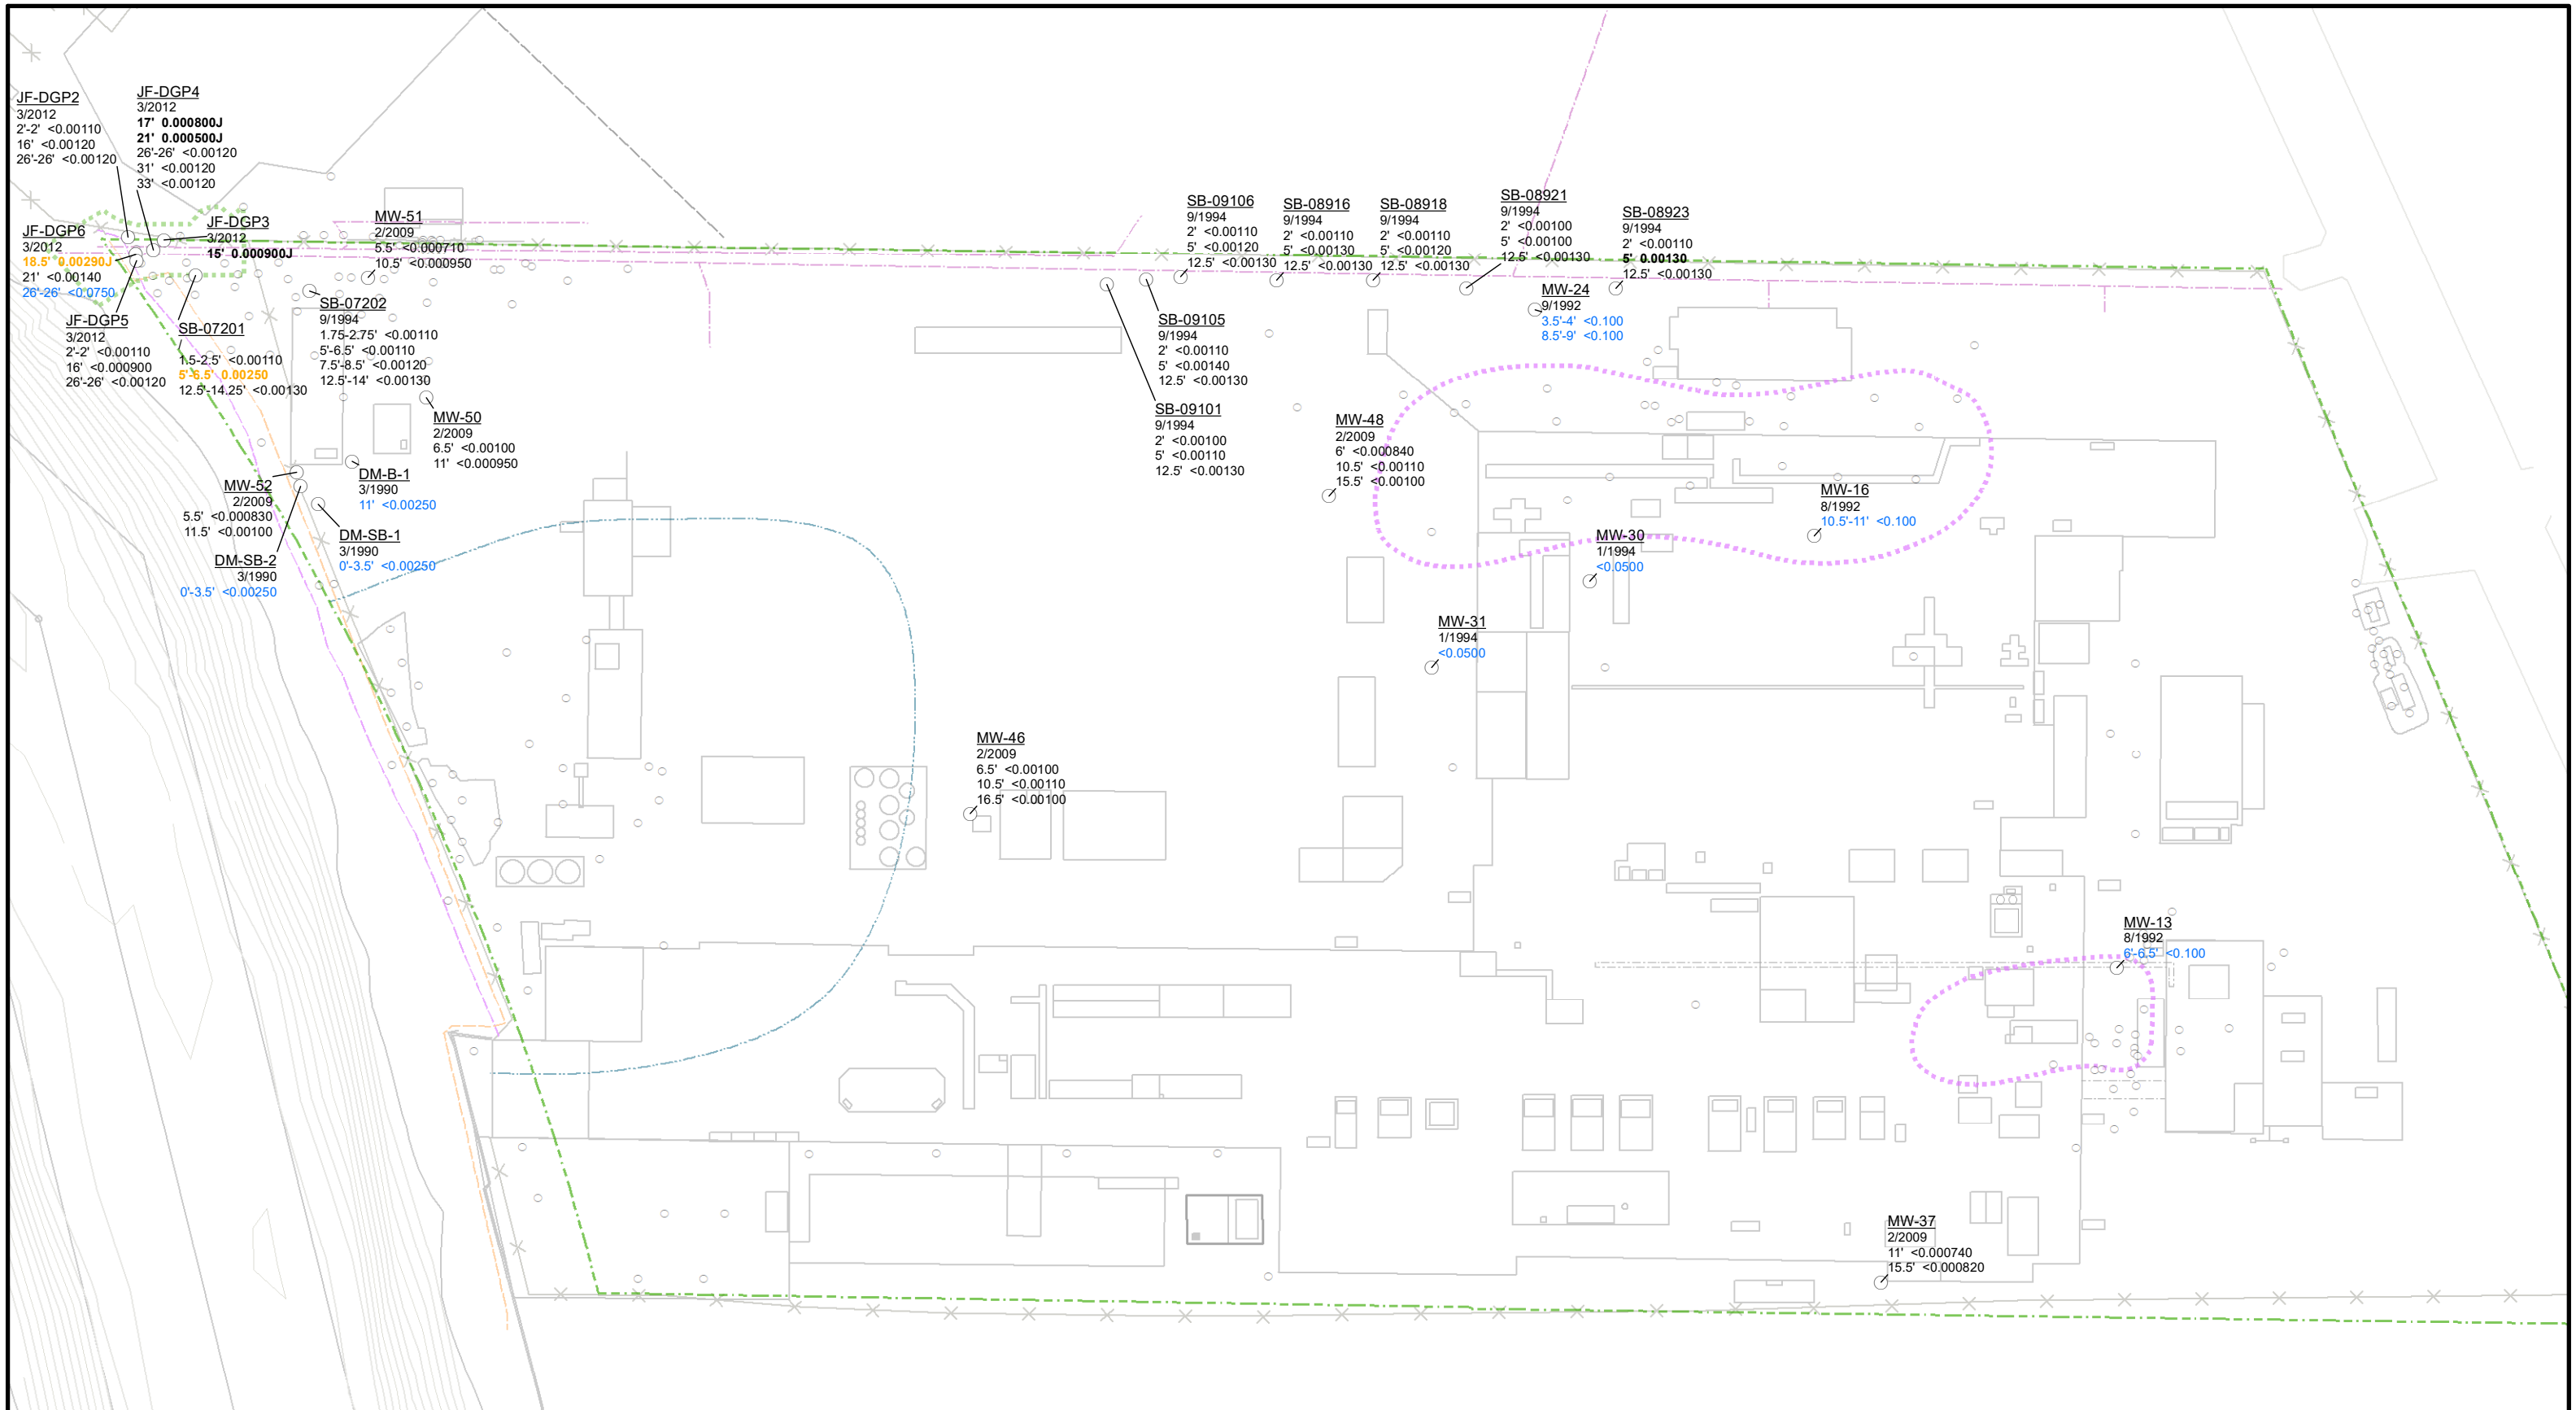 JF-DGP2
3/2012
2'-2' <0.00110
16' <0.00120
26'-26' <0.00120
JF-DGP4
3/2012
17' 0.000800J
21' 0.000500J
26'-26' <0.00120
31' <0.00120
33' <0.00120
JF-DGP6
3/2012
18.5' 0.00290J
21' <0.00140
26'-26' <0.0750
JF-DGP3
3/2012
15' 0.000900J
JF-DGP5
3/2012
2'-2' <0.00110
16' <0.000900
26'-26' <0.00120
SB-07201
1.5-2.5' <0.00110
5'-6.5' 0.00250
12.5'-14.25' <0.00130
MW-51
2/2009
5.5' <0.000710
10.5' <0.000950
SB-07202
9/1994
1.75-2.75' <0.00110
5'-6.5' <0.00110
7.5'-8.5' <0.00120
12.5'-14' <0.00130
MW-50
2/2009
6.5' <0.00100
11' <0.000950
DM-B-1
3/1990
11' <0.00250
MW-52
2/2009
5.5' <0.000830
11.5' <0.00100
DM-SB-1
3/1990
0'-3.5' <0.00250
DM-SB-2
3/1990
0'-3.5' <0.00250
SB-09106
9/1994
2' <0.00110
5' <0.00120
12.5' <0.00130
SB-08916
9/1994
2' <0.00110
5' <0.00130
12.5' <0.00130
SB-08918
9/1994
2' <0.00110
5' <0.00120
12.5' <0.00130
SB-08921
9/1994
2' <0.00100
5' <0.00100
12.5' <0.00130
SB-08923
9/1994
2' <0.00110
5' 0.00130
12.5' <0.00130
MW-24
9/1992
3.5'-4' <0.100
8.5'-9' <0.100
SB-09105
9/1994
2' <0.00110
5' <0.00140
12.5' <0.00130
SB-09101
9/1994
2' <0.00100
5' <0.00110
12.5' <0.00130
MW-48
2/2009
6' <0.000840
10.5' <0.00110
15.5' <0.00100
MW-16
8/1992
10.5'-11' <0.100
MW-30
1/1994
<0.0500
MW-31
1/1994
<0.0500
MW-46
2/2009
6.5' <0.00100
10.5' <0.00110
16.5' <0.00100
MW-13
8/1992
6'-6.5' <0.100
MW-37
2/2009
11' <0.000740
15.5' <0.000820